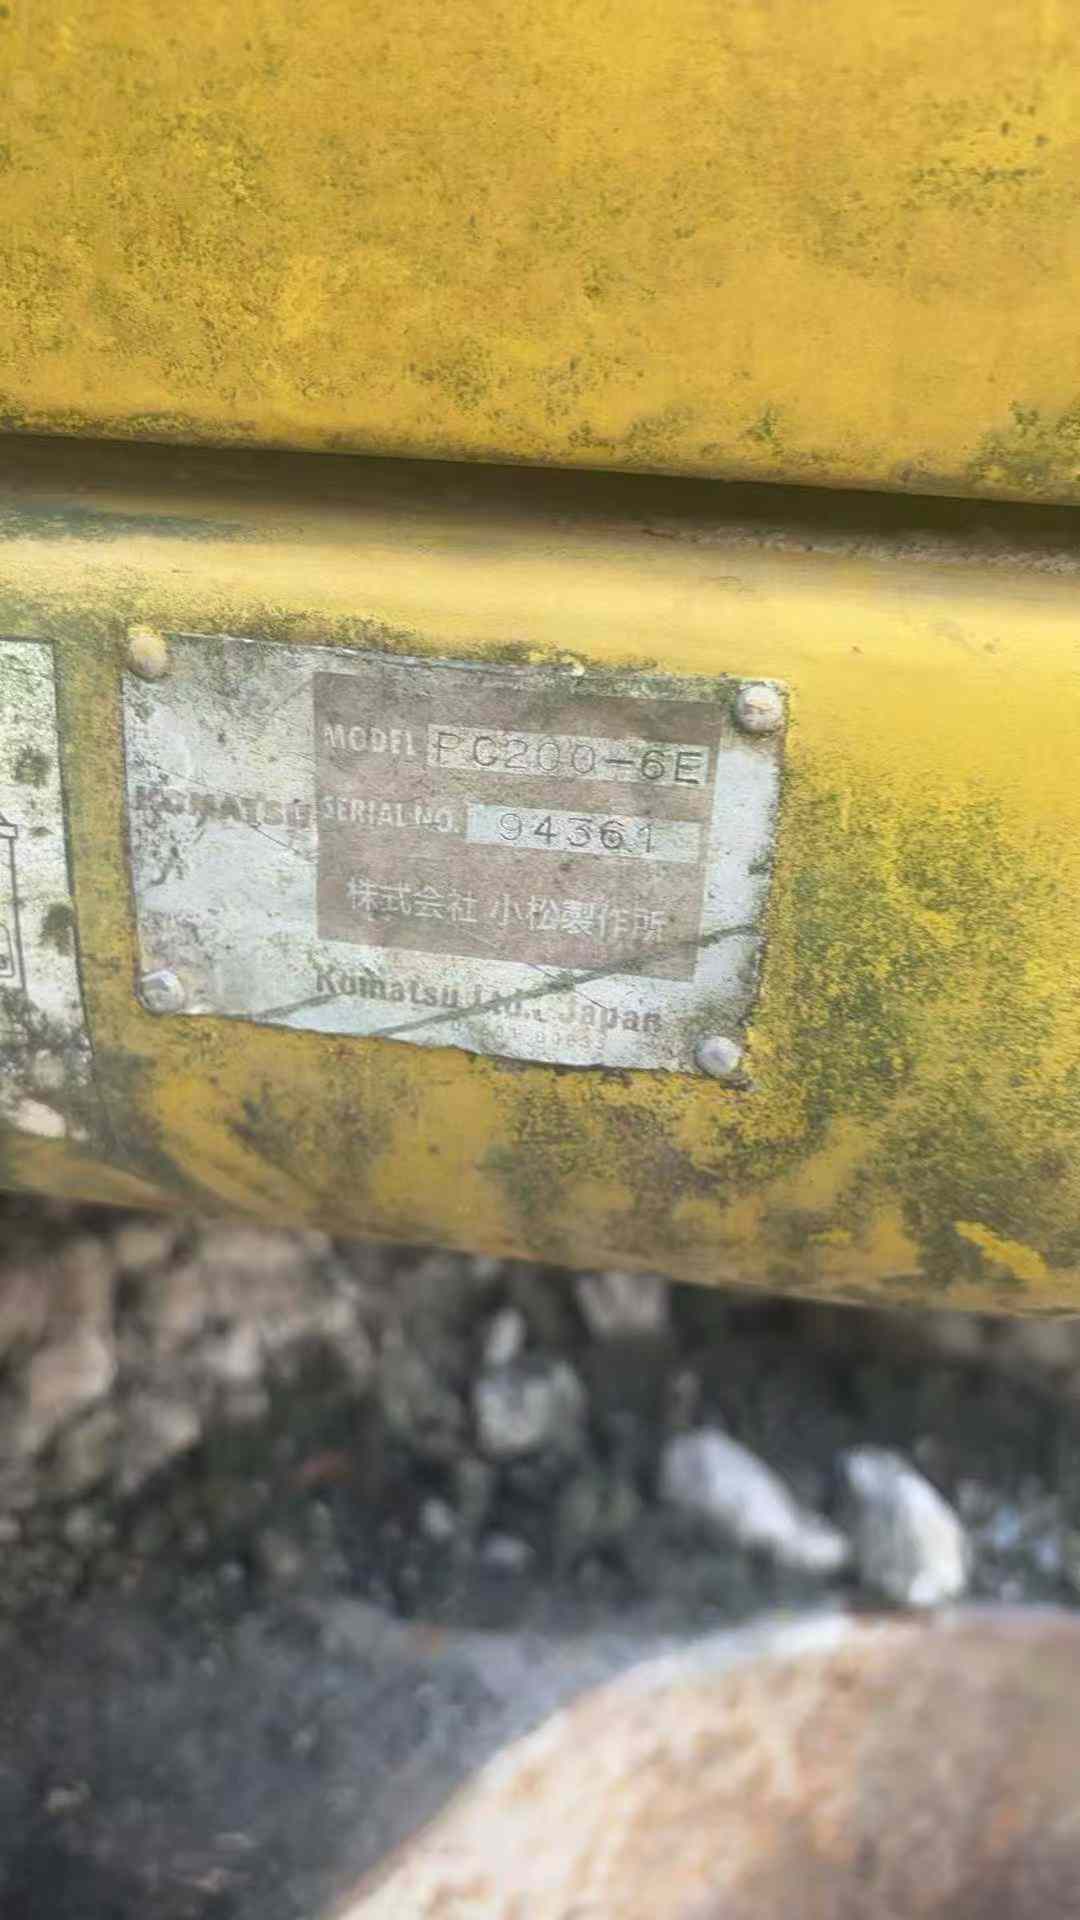 MODEL PC200-6E
KOMATSU SERIAL NO. 94361
株式会社 小松製作所
Komatsu Ltd., Japan